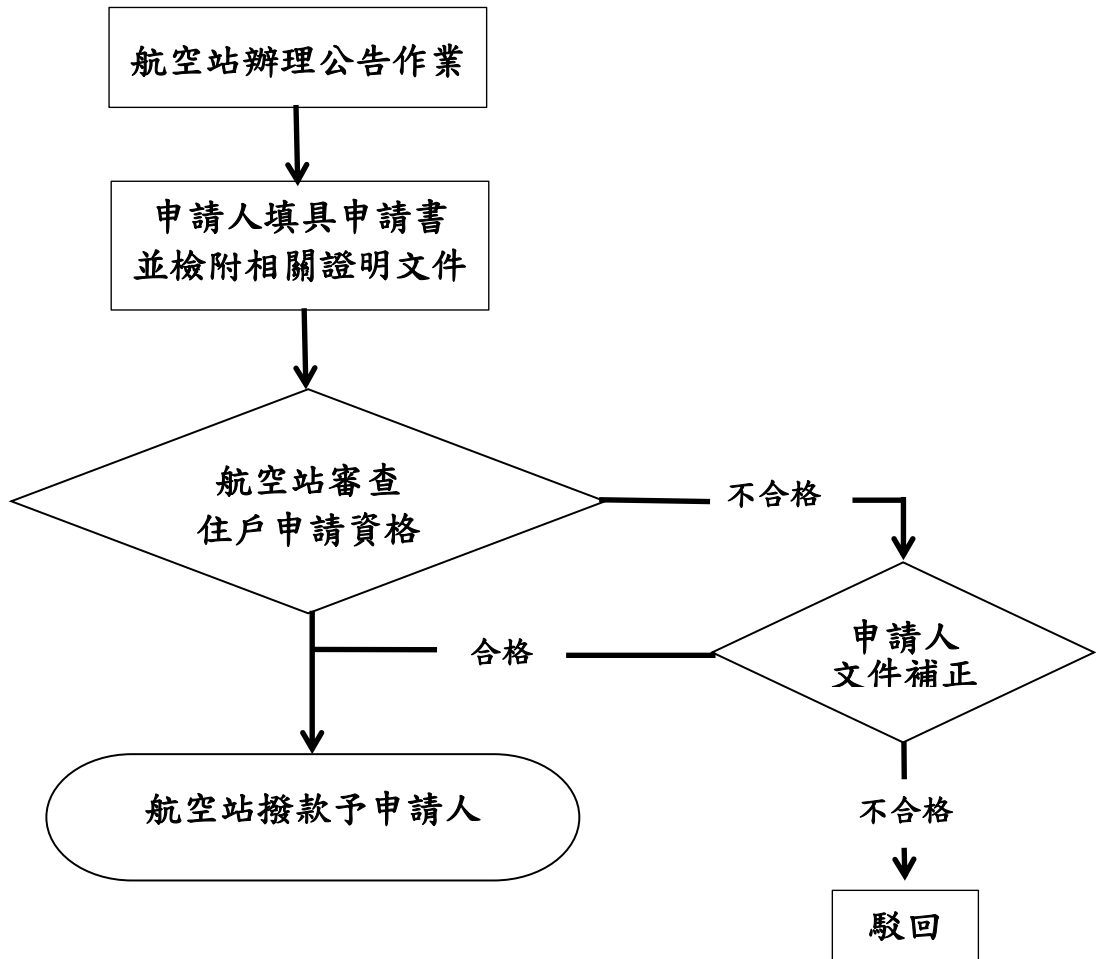 航空站辦理公告作業
申請人填具申請書
並檢附相關證明文件
航空站審查
住戶申請資格
不合格
申請人
文件補正
合格
航空站撥款予申請人
不合格
駁回